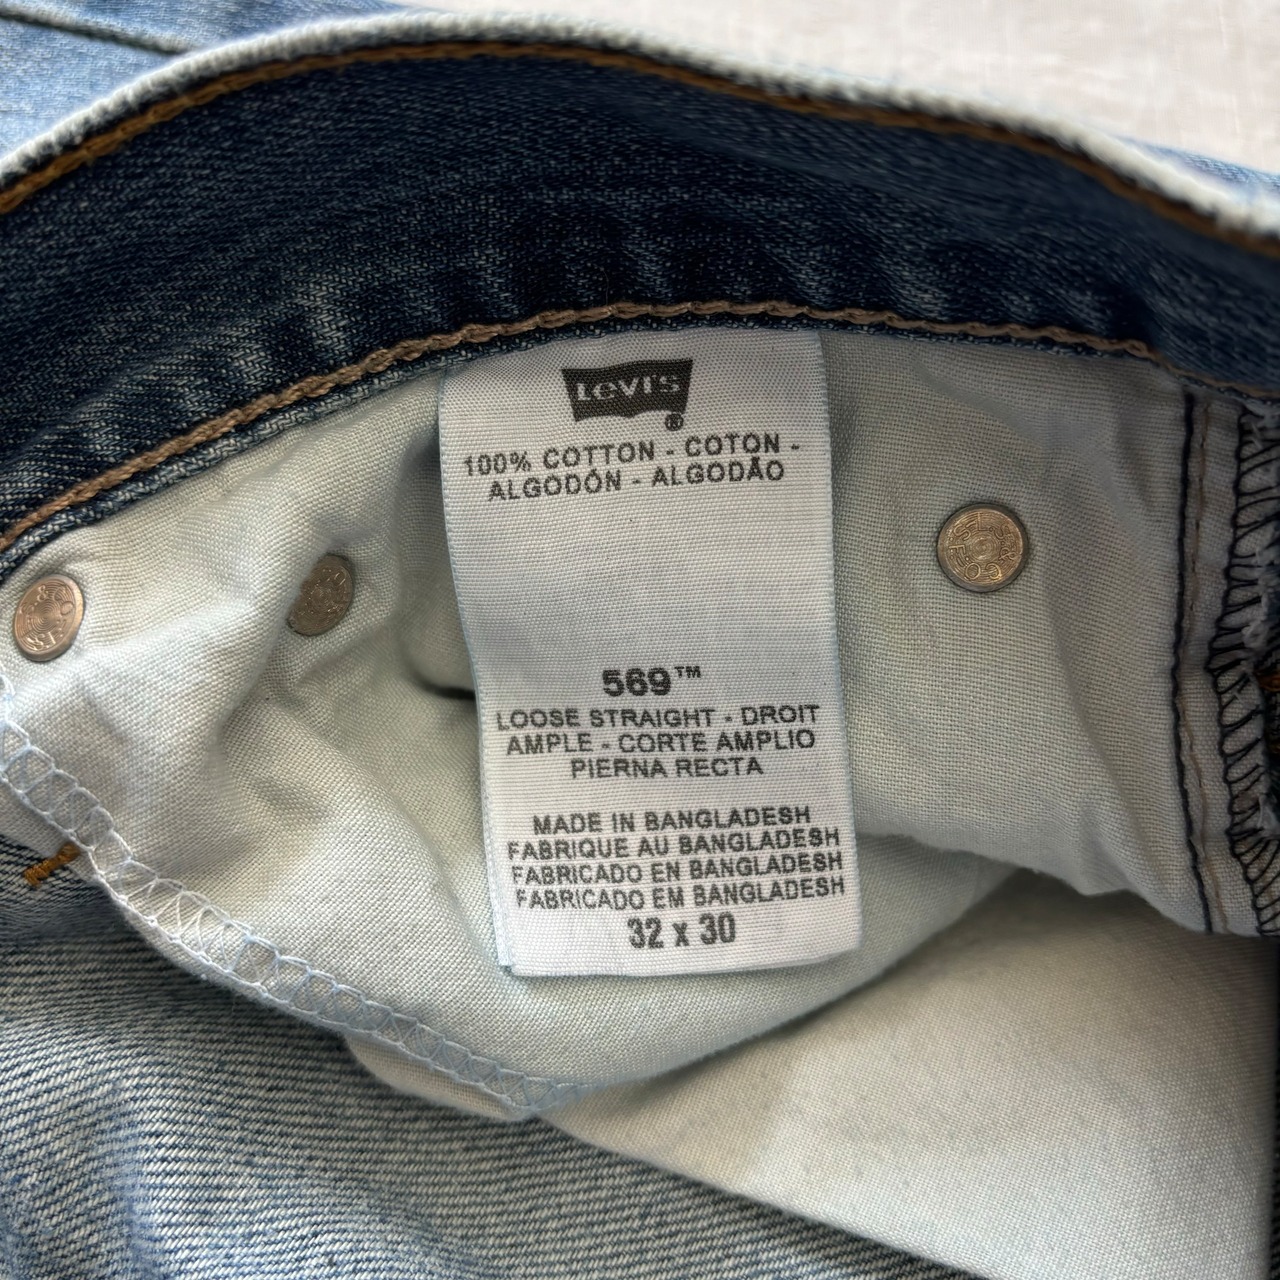 Levi's
®
100% COTTON - COTON -
ALGODÓN - ALGODÃO
569™
LOOSE STRAIGHT - DROIT
AMPLE - CORTE AMPLIO
PIERNA RECTA
MADE IN BANGLADESH
FABRIQUE AU BANGLADESH
FABRICADO EN BANGLADESH
FABRICADO EM BANGLADESH
32 x 30